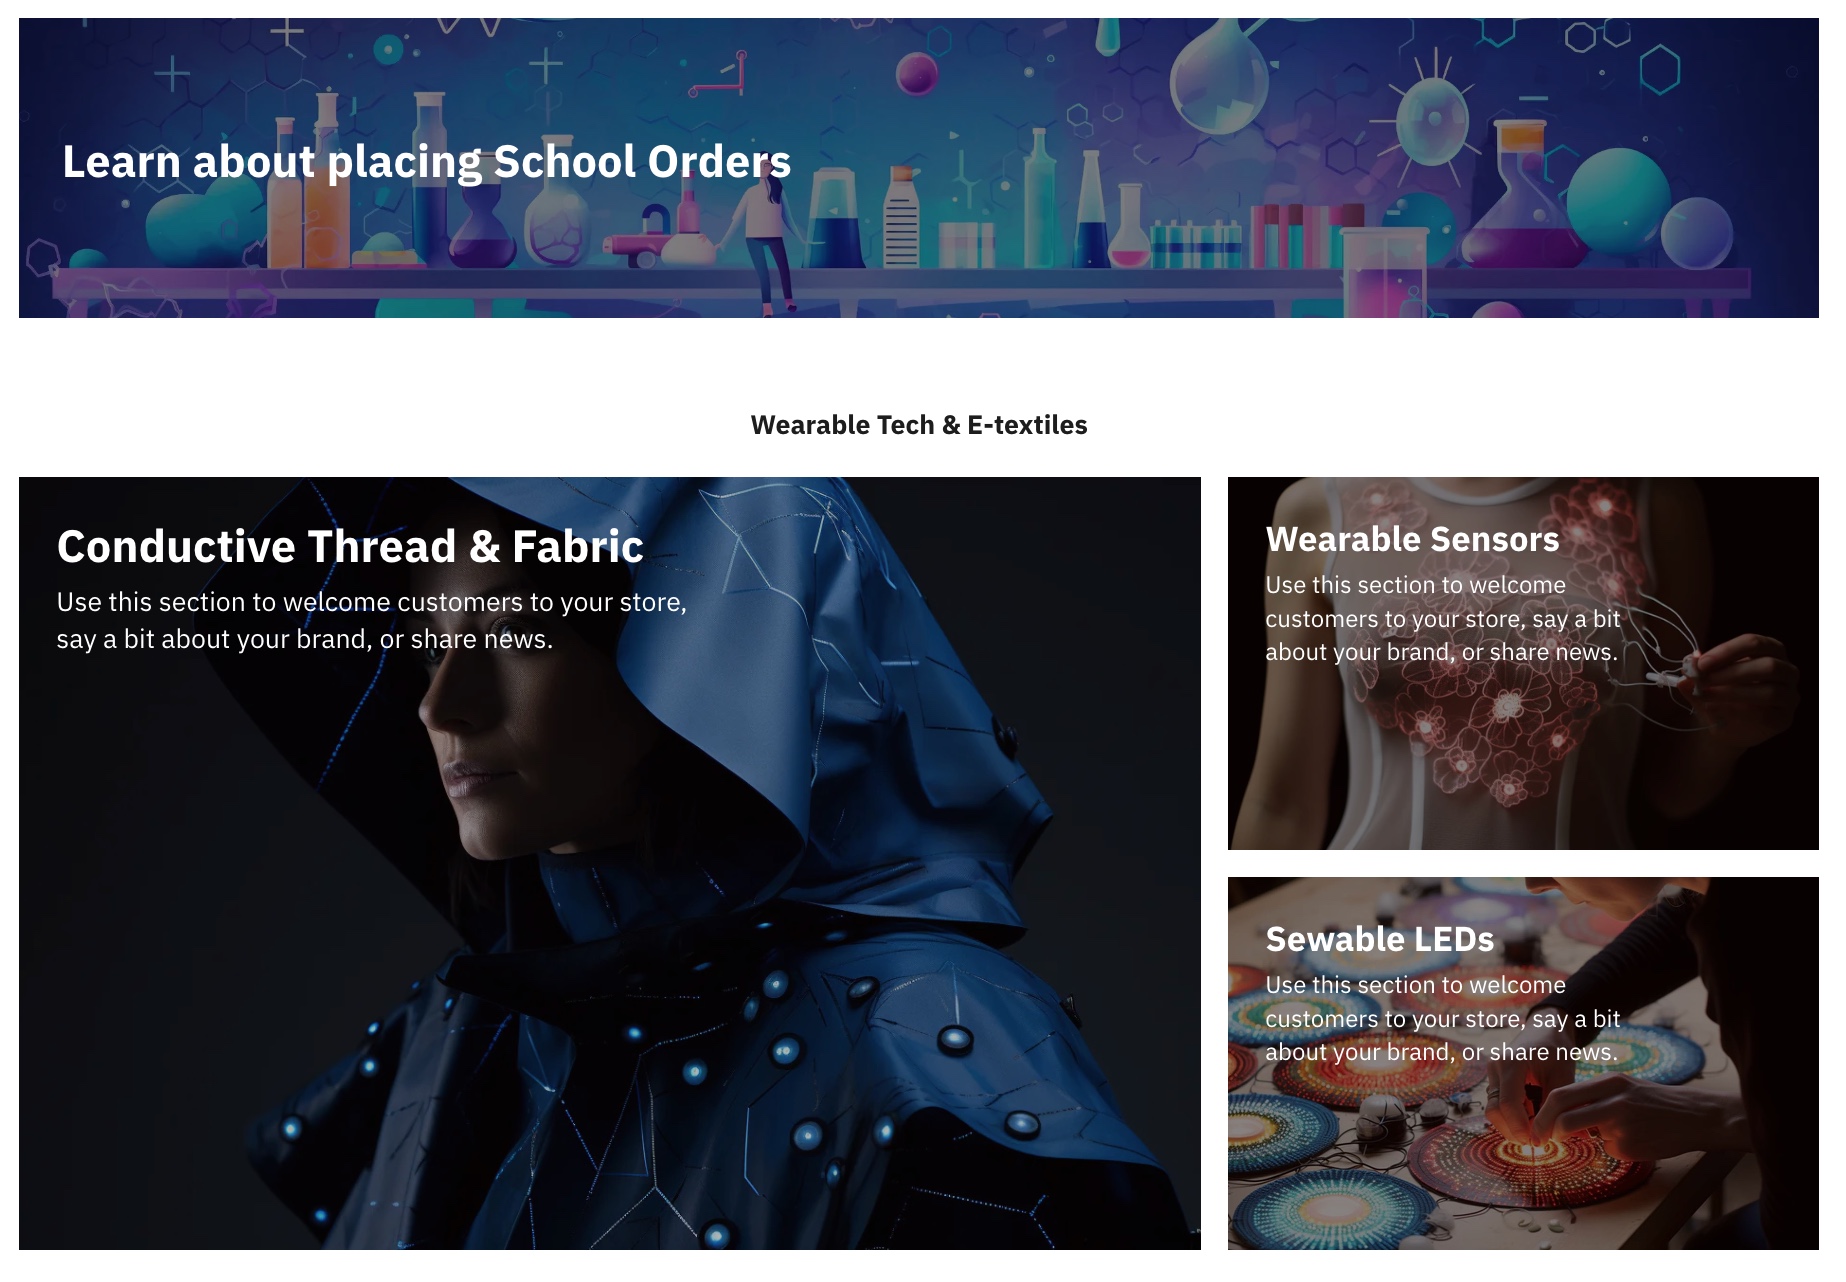 Learn about placing School Orders
Wearable Tech & E-textiles
Conductive Thread & Fabric
Use this section to welcome customers to your store,
say a bit about your brand, or share news.
Wearable Sensors
Use this section to welcome
customers to your store, say a bit
about your brand, or share news.
Sewable LEDs
Use this section to welcome
customers to your store, say a bit
about your brand, or share news.